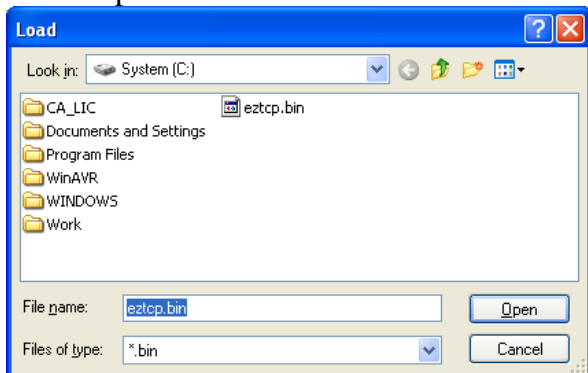 Load
Look in: System (C:)
CA_LIC
Documents and Settings
Program Files
WinAVR
WINDOWS
Work
eztcp.bin
File name: eztcp.bin Open
Files of type: *.bin Cancel